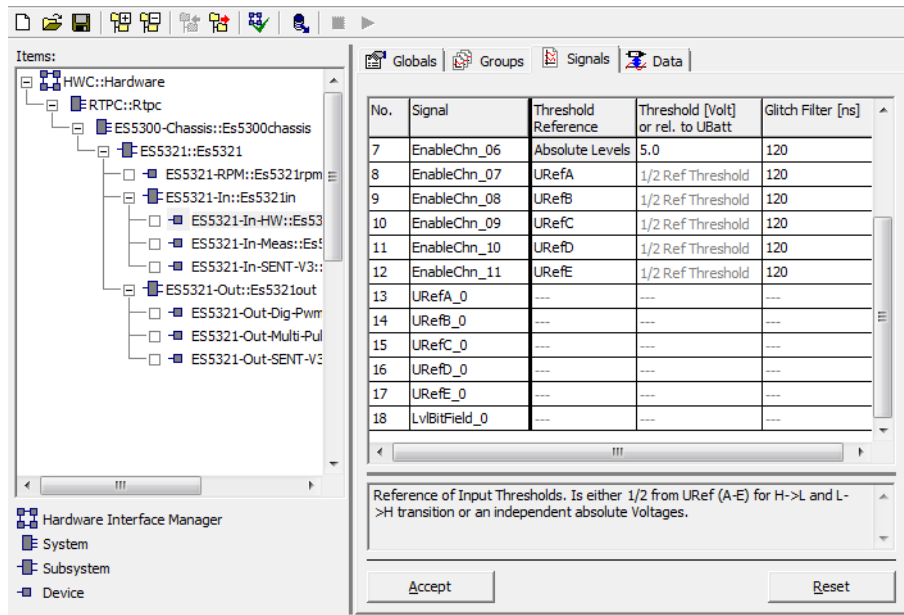 Items:
HWC::Hardware
RTPC::Rtpc
ES5300-Chassis::Es5300chassis
ES5321::Es5321
ES5321-RPM::Es5321rpm
ES5321-In::Es5321in
ES5321-In-HW::Es53
ES5321-In-Meas::Es5
ES5321-In-SENT-V3::
ES5321-Out::Es5321out
ES5321-Out-Dig-Pwm
ES5321-Out-Multi-Pul
ES5321-Out-SENT-V3
Hardware Interface Manager
System
Subsystem
Device
Globals Groups Signals Data
No. Signal Threshold Reference Threshold [Volt] or rel. to UBatt Glitch Filter [ns]
7 EnableChn_06 Absolute Levels 5.0 120
8 EnableChn_07 URefA 1/2 Ref Threshold 120
9 EnableChn_08 URefB 1/2 Ref Threshold 120
10 EnableChn_09 URefC 1/2 Ref Threshold 120
11 EnableChn_10 URefD 1/2 Ref Threshold 120
12 EnableChn_11 URefE 1/2 Ref Threshold 120
13 URefA_0 --- --- ---
14 URefB_0 --- --- ---
15 URefC_0 --- --- ---
16 URefD_0 --- --- ---
17 URefE_0 --- --- ---
18 LvlBitField_0 --- --- ---
Reference of Input Thresholds. Is either 1/2 from URef (A-E) for H->L and L-
>H transition or an independent absolute Voltages.
Accept Reset